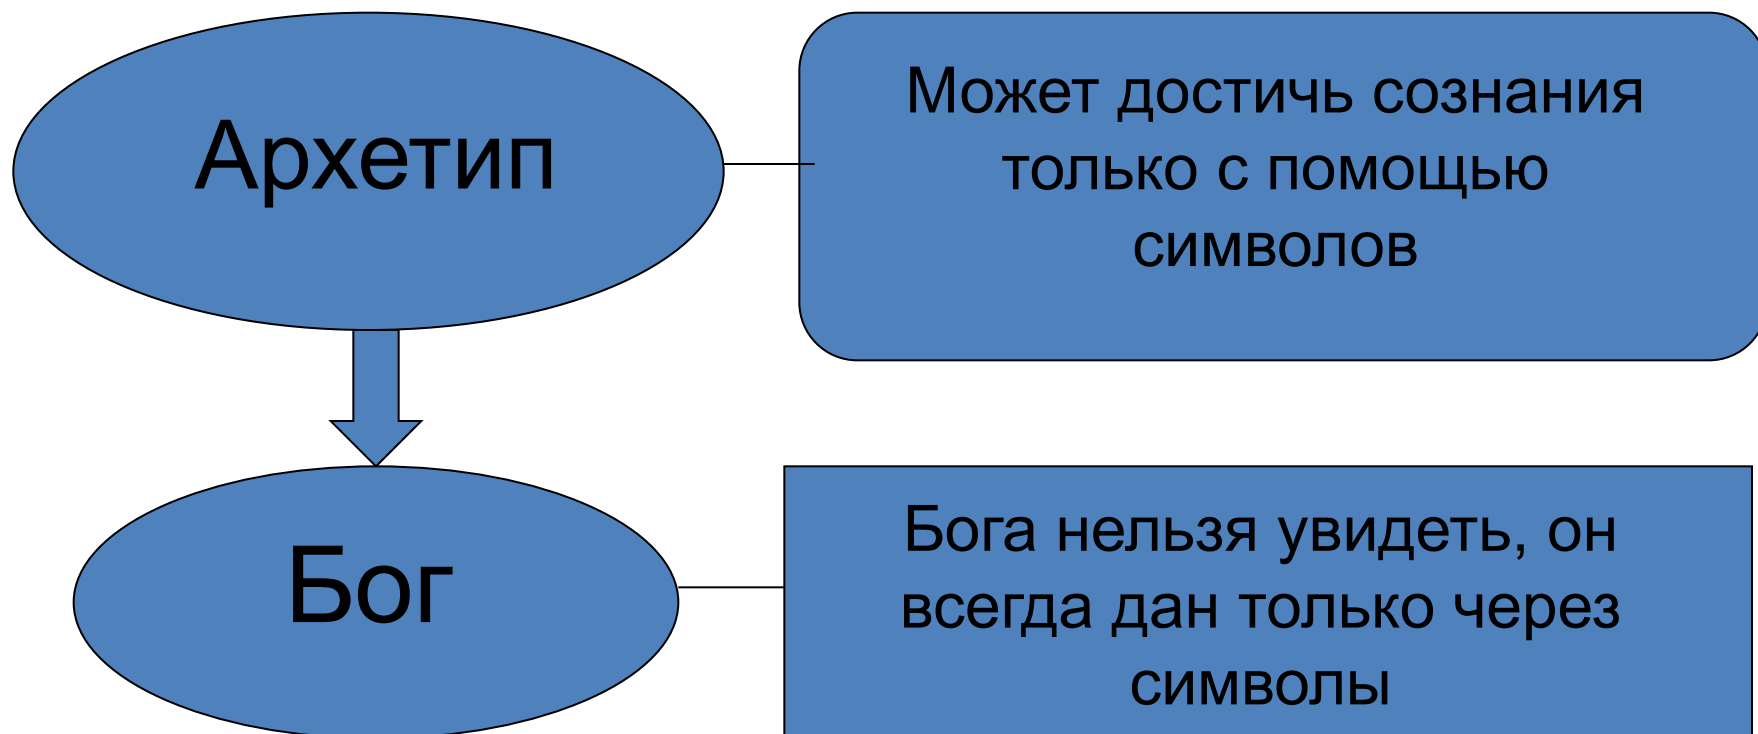 Архетип
Может достичь сознания
только с помощью
символов
Бог
Бога нельзя увидеть, он
всегда дан только через
символы